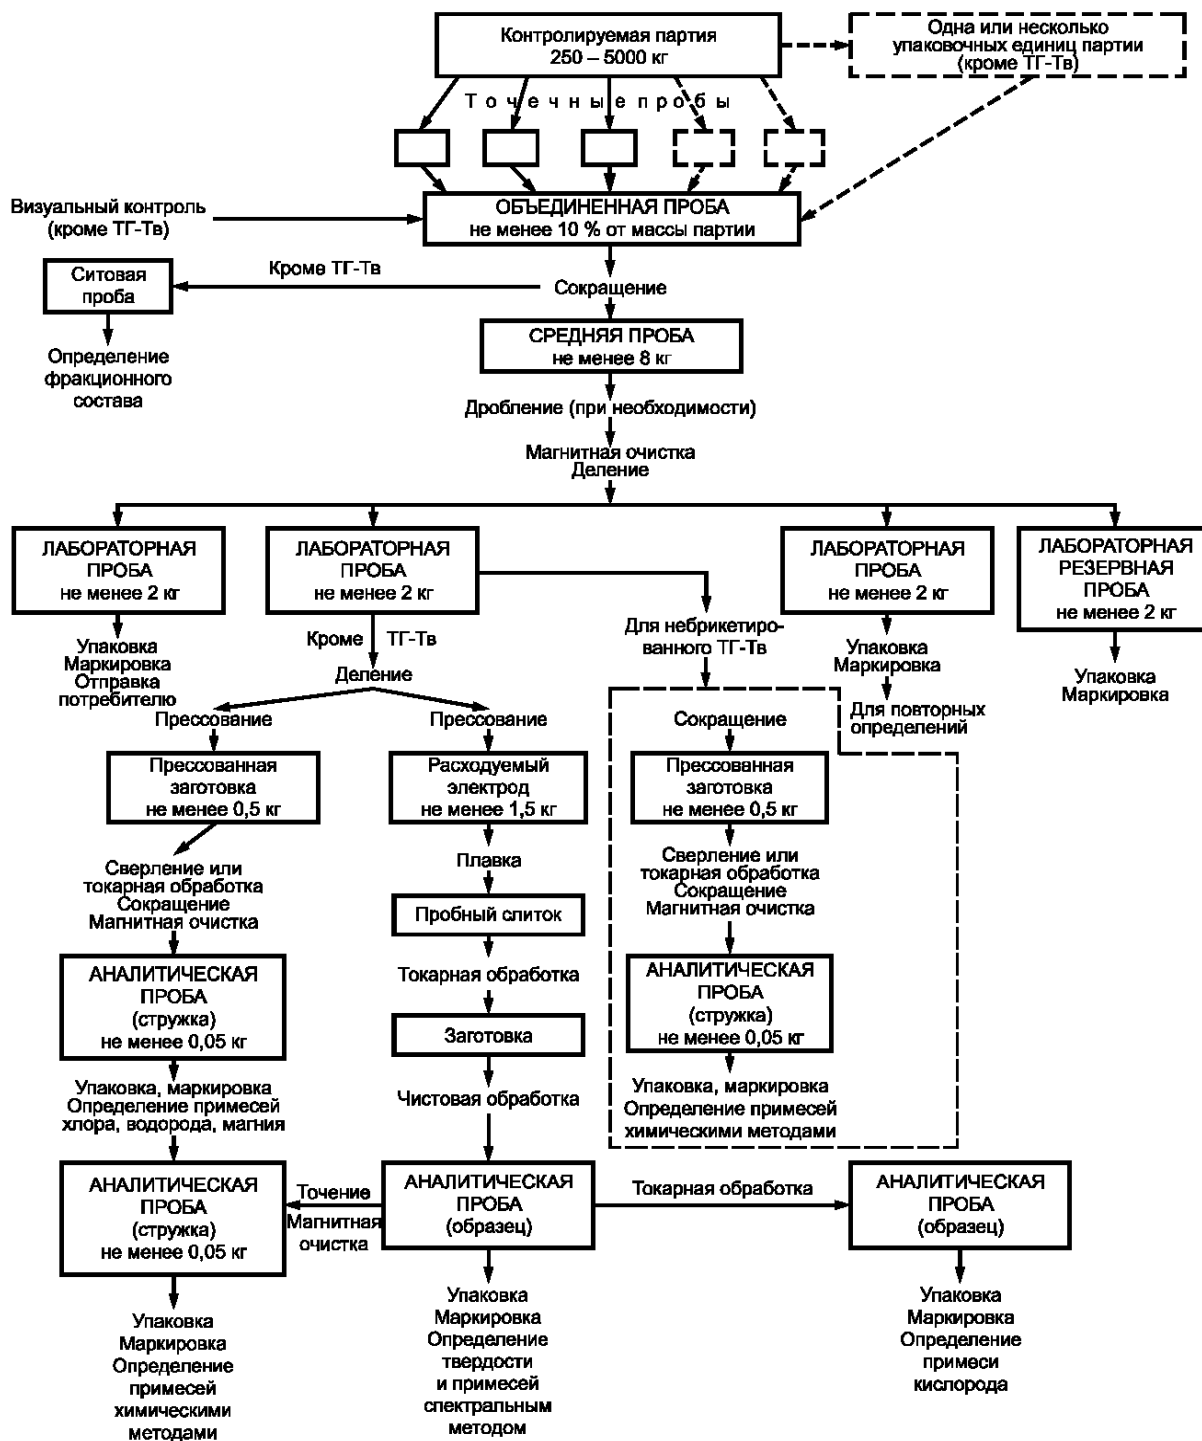 Контролируемая партия
250 – 5000 кг
Одна или несколько
упаковочных единиц партии
(кроме ТГ-Тв)
Точечные пробы
Визуальный контроль
(кроме ТГ-Тв)
ОБЪЕДИНЕННАЯ ПРОБА
не менее 10 % от массы партии
Кроме ТГ-Тв
Ситовая
проба
Сокращение
Определение
фракционного
состава
СРЕДНЯЯ ПРОБА
не менее 8 кг
Дробление (при необходимости)
Магнитная очистка
Деление
ЛАБОРАТОРНАЯ
ПРОБА
не менее 2 кг
ЛАБОРАТОРНАЯ
ПРОБА
не менее 2 кг
ЛАБОРАТОРНАЯ
ПРОБА
не менее 2 кг
ЛАБОРАТОРНАЯ
РЕЗЕРВНАЯ
ПРОБА
не менее 2 кг
Упаковка
Маркировка
Отправка
потребителю
Кроме ТГ-Тв
Деление
Для небрикетиро-
ванного ТГ-Тв
Упаковка
Маркировка
Для повторных
определений
Упаковка
Маркировка
Прессование
Прессование
Сокращение
Прессованная
заготовка
не менее 0,5 кг
Расходуемый
электрод
не менее 1,5 кг
Прессованная
заготовка
не менее 0,5 кг
Сверление или
токарная обработка
Сокращение
Магнитная очистка
Плавка
Пробный слиток
Токарная обработка
Заготовка
Чистовая обработка
Сверление или
токарная обработка
Сокращение
Магнитная очистка
АНАЛИТИЧЕСКАЯ
ПРОБА
(стружка)
не менее 0,05 кг
АНАЛИТИЧЕСКАЯ
ПРОБА
(стружка)
не менее 0,05 кг
Упаковка, маркировка
Определение примесей
хлора, водорода, магния
Упаковка, маркировка
Определение примесей
химическими методами
АНАЛИТИЧЕСКАЯ
ПРОБА
(стружка)
не менее 0,05 кг
Точение
Магнитная
очистка
АНАЛИТИЧЕСКАЯ
ПРОБА
(образец)
Токарная обработка
АНАЛИТИЧЕСКАЯ
ПРОБА
(образец)
Упаковка
Маркировка
Определение
примесей
химическими
методами
Упаковка
Маркировка
Определение
твердости
и примесей
спектральным
методом
Упаковка
Маркировка
Определение
примеси
кислорода